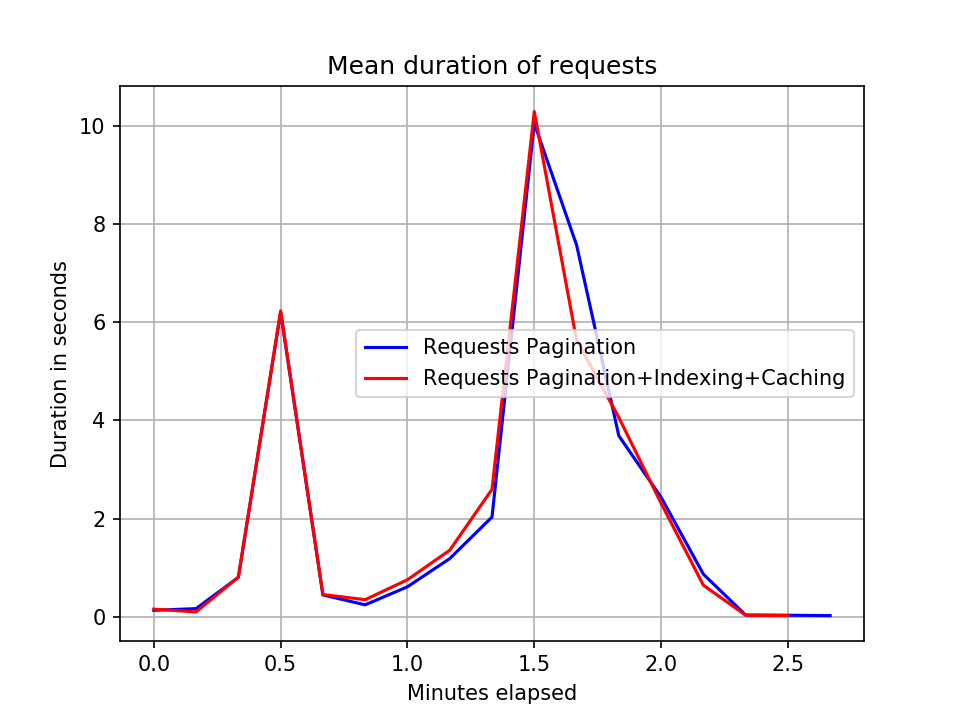 Mean duration of requests
10
8
6
4
2
0
Duration in seconds
Requests Pagination
Requests Pagination+Indexing+Caching
0.0 0.5 1.0 1.5 2.0 2.5
Minutes elapsed